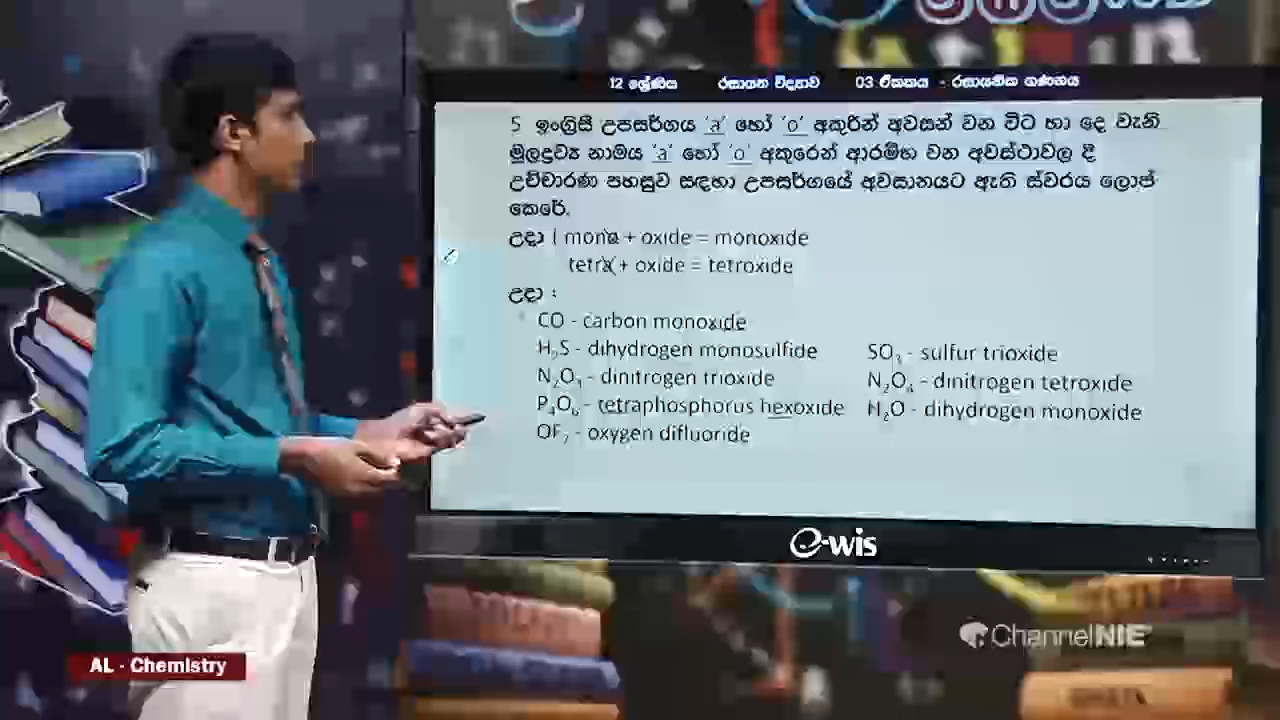 12 ශ්‍රේණිය රසායන විද්‍යාව 03 ඒකකය - රසායනික ගණනය
5 ඉංග්‍රීසි උපසර්ගය 'a' හෝ 'o' අකුරින් අවසන් වන විට හා දෙ වැනි
මූලද්‍රව්‍ය නාමය 'a' හෝ 'o' අකුරෙන් ආරම්භ වන අවස්ථාවල දී
උච්චාරණ පහසුව සඳහා උපසර්ගයේ අවසානයට ඇති ස්වරය ලොප්
කෙරේ.
උදා : mono + oxide = monoxide
tetra + oxide = tetroxide
උදා :
CO - carbon monoxide
H₂S - dihydrogen monosulfide SO₃ - sulfur trioxide
N₂O₃ - dinitrogen trioxide N₂O₄ - dinitrogen tetroxide
P₄O₆ - tetraphosphorus hexoxide H₂O - dihydrogen monoxide
OF₂ - oxygen difluoride
e-wis
ChannelNIE
AL - Chemistry